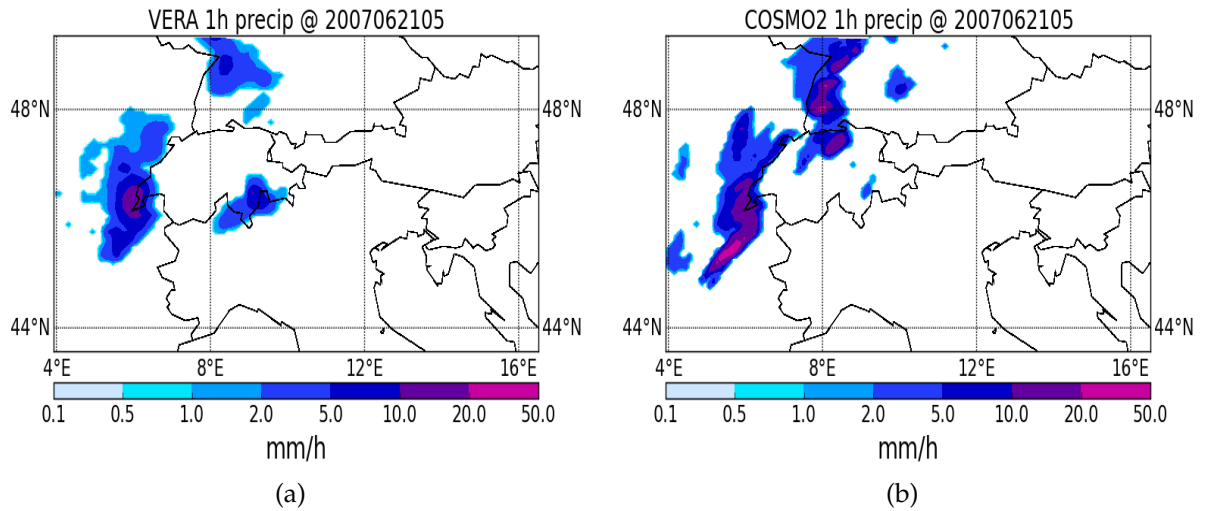 VERA 1h precip @ 2007062105
COSMO2 1h precip @ 2007062105
48°N 48°N 48°N 48°N
44°N 44°N 44°N 44°N
4°E 8°E 12°E 16°E 4°E 8°E 12°E 16°E
0.1 0.5 1.0 2.0 5.0 10.0 20.0 50.0 0.1 0.5 1.0 2.0 5.0 10.0 20.0 50.0
mm/h mm/h
(a) (b)